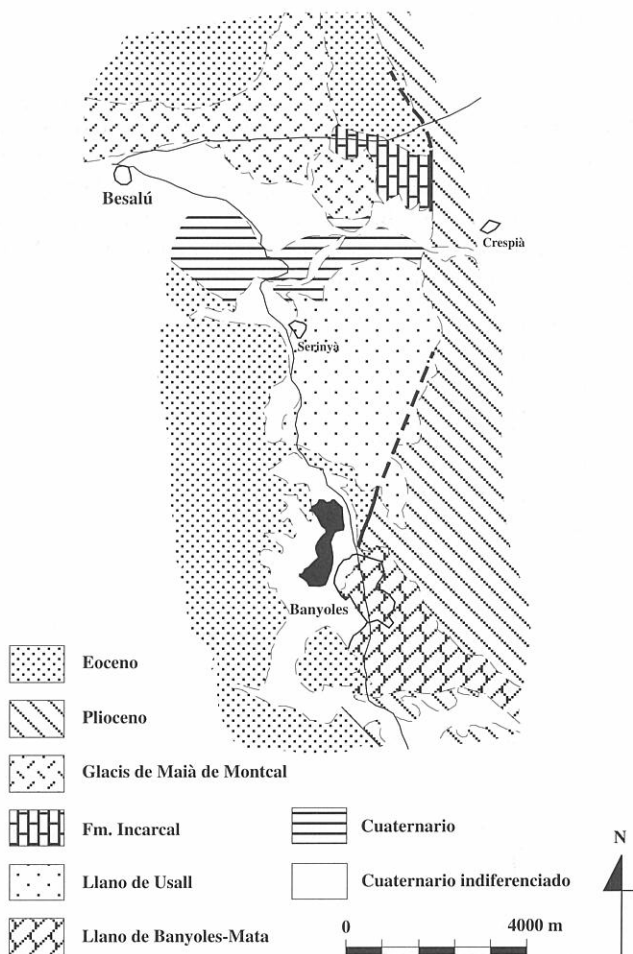 Besalú
Crespià
Serinyà
Banyoles
Eoceno
Plioceno
Glacis de Maià de Montcal
Fm. Incarcal
Cuaternario
Llano de Usall
Cuaternario indiferenciado
Llano de Banyoles-Mata
N
0 4000 m